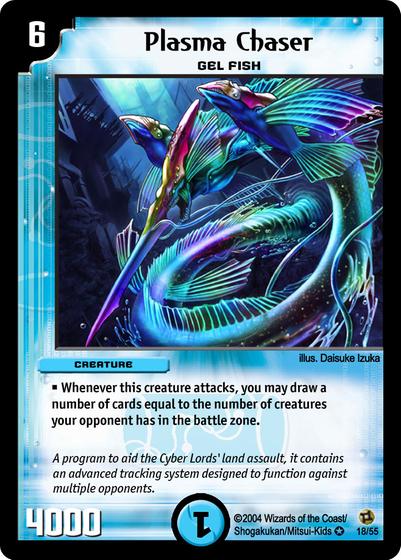 6
Plasma Chaser
GEL FISH
illus. Daisuke Izuka
CREATURE
▪ Whenever this creature attacks, you may draw a
number of cards equal to the number of creatures
your opponent has in the battle zone.
A program to aid the Cyber Lords' land assault, it
contains an advanced tracking system designed to function against
multiple opponents.
4000
1
©2004 Wizards of the Coast/
Shogakukan/Mitsui-Kids ✪ 18/55